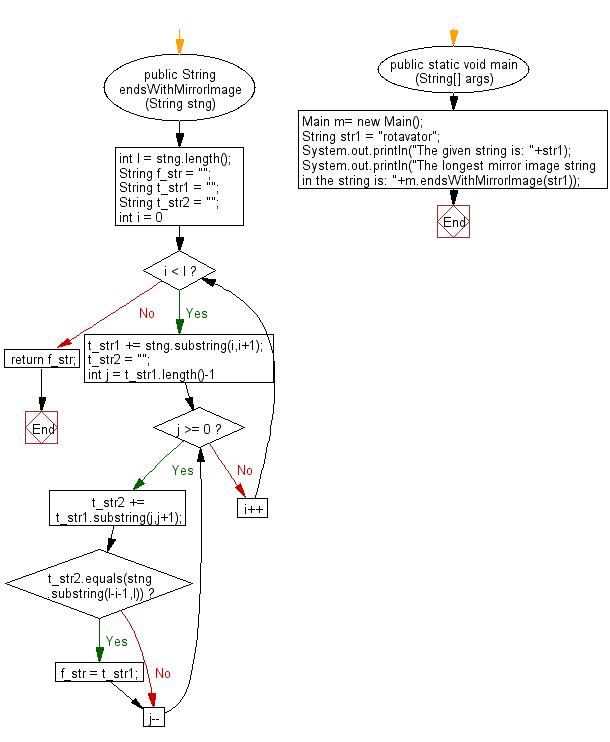 public String
endsWithMirrorImage
(String stng)
int l = stng.length();
String f_str = "";
String t_str1 = "";
String t_str2 = "";
int i = 0
i < l ?
No
Yes
return f_str;
End
t_str1 += stng.substring(i,i+1);
t_str2 = "";
int j = t_str1.length()-1
j >= 0 ?
Yes
No
t_str2 +=
t_str1.substring(j,j+1);
i++
t_str2.equals(stng
.substring(l-i-1,l)) ?
Yes
No
f_str = t_str1;
j--
public static void main
(String[] args)
Main m= new Main();
String str1 = "rotavator";
System.out.println("The given string is: "+str1);
System.out.println("The longest mirror image string
in the string is: "+m.endsWithMirrorImage(str1));
End